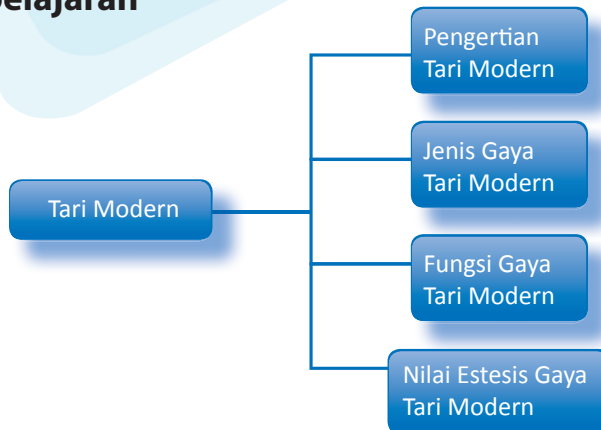 elajaran
Tari Modern
Pengertian
Tari Modern
Jenis Gaya
Tari Modern
Fungsi Gaya
Tari Modern
Nilai Estesis Gaya
Tari Modern